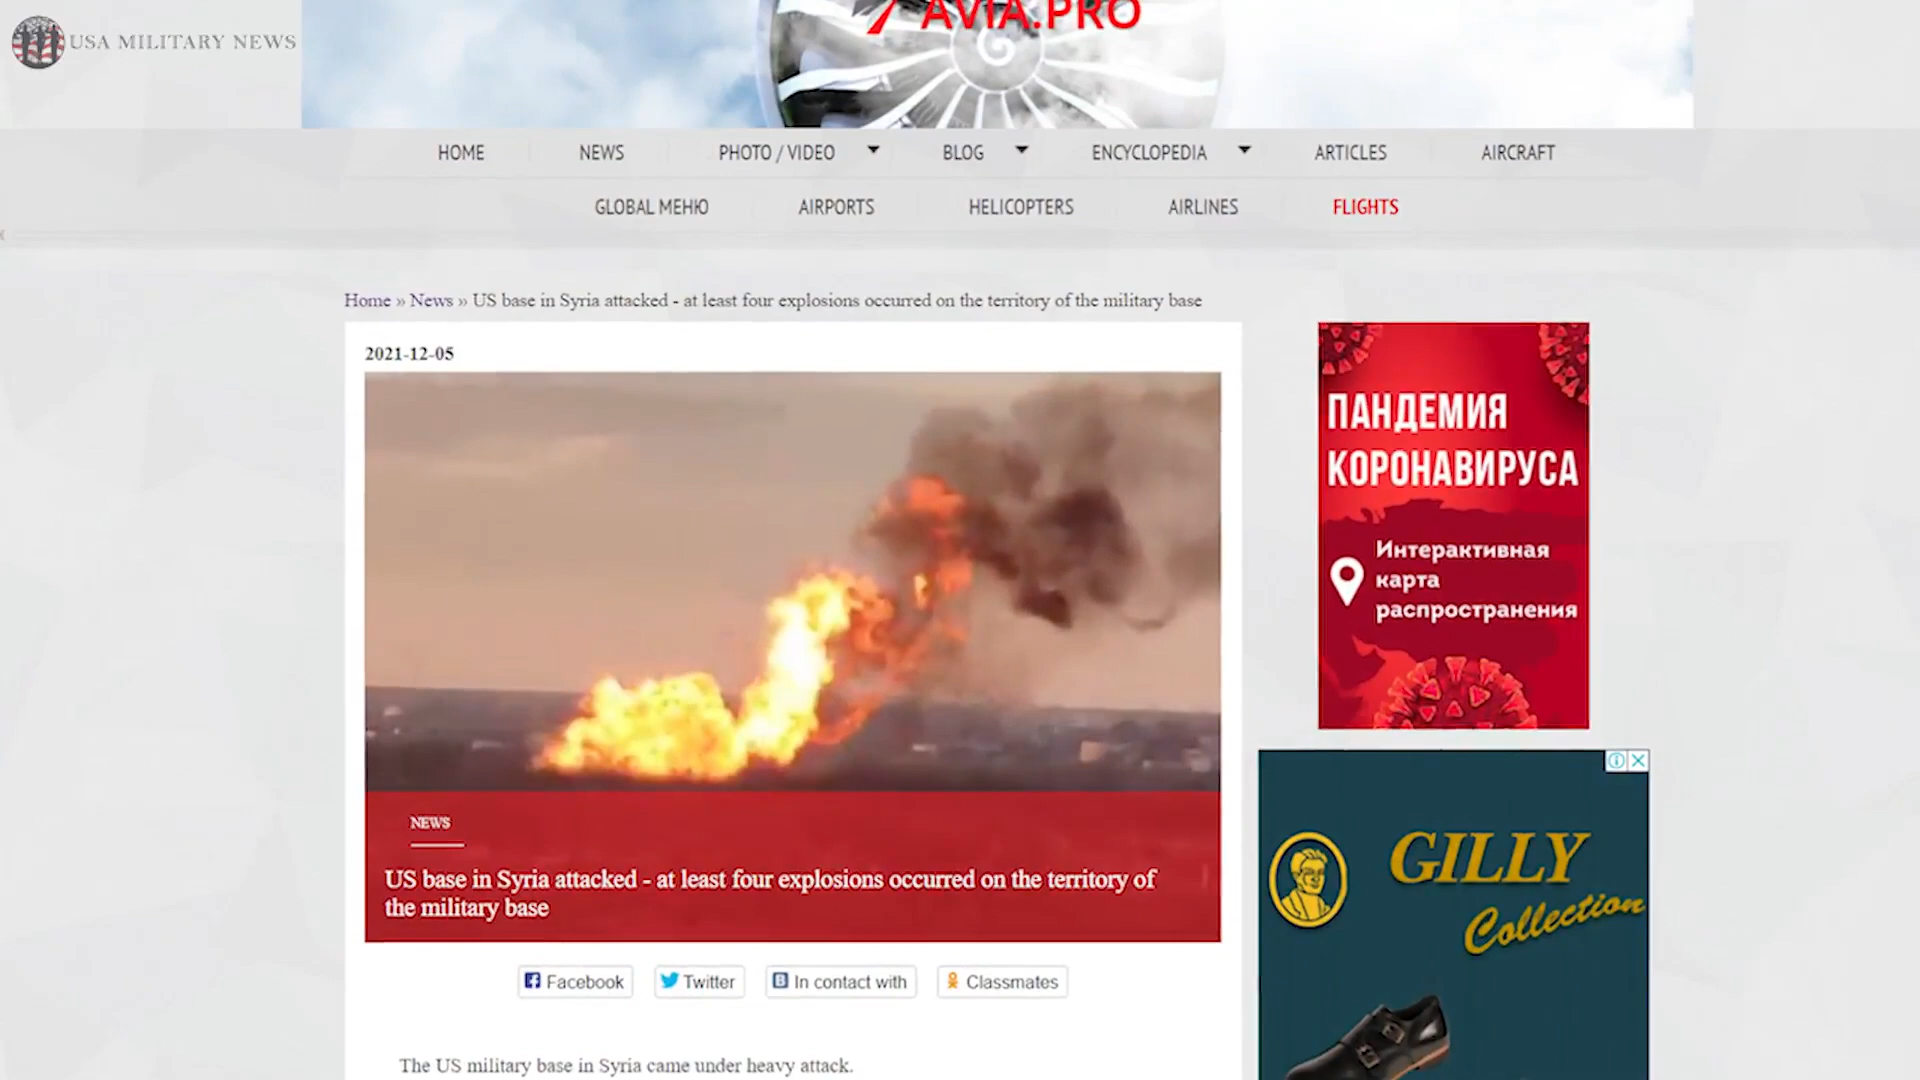 AVIA.PRO
USA MILITARY NEWS
HOME NEWS PHOTO / VIDEO BLOG ENCYCLOPEDIA ARTICLES AIRCRAFT
GLOBAL МЕНЮ AIRPORTS HELICOPTERS AIRLINES FLIGHTS
Home » News » US base in Syria attacked - at least four explosions occurred on the territory of the military base
2021-12-05
NEWS
US base in Syria attacked - at least four explosions occurred on the territory of
the military base
Facebook Twitter In contact with Classmates
The US military base in Syria came under heavy attack.
ПАНДЕМИЯ
КОРОНАВИРУСА
Интерактивная
карта
распространения
GILLY
Collection